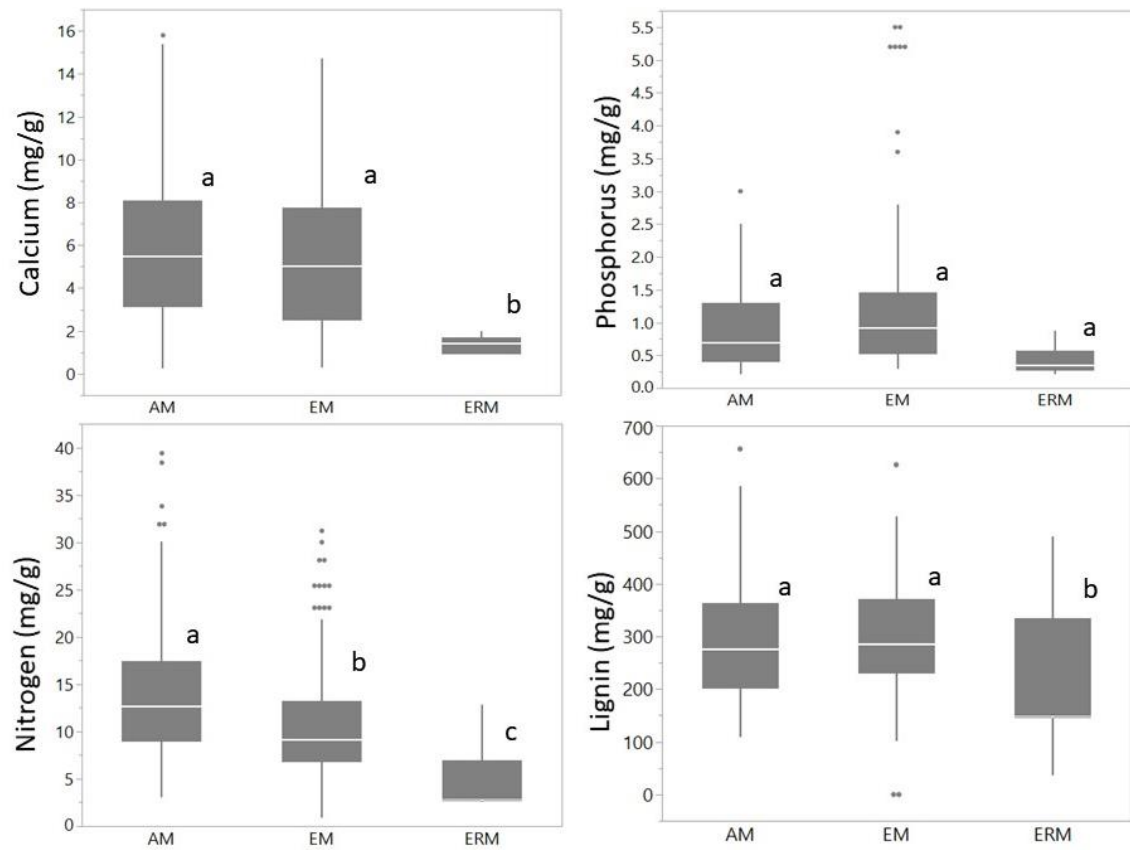 Calcium (mg/g)
16
14
12
10
8
6
4
2
0
a
a
b
AM
EM
ERM
Phosphorus (mg/g)
5.5
5.0
4.5
4.0
3.5
3.0
2.5
2.0
1.5
1.0
0.5
0.0
a
a
a
AM
EM
ERM
Nitrogen (mg/g)
40
35
30
25
20
15
10
5
0
a
b
c
AM
EM
ERM
Lignin (mg/g)
700
600
500
400
300
200
100
0
a
a
b
AM
EM
ERM